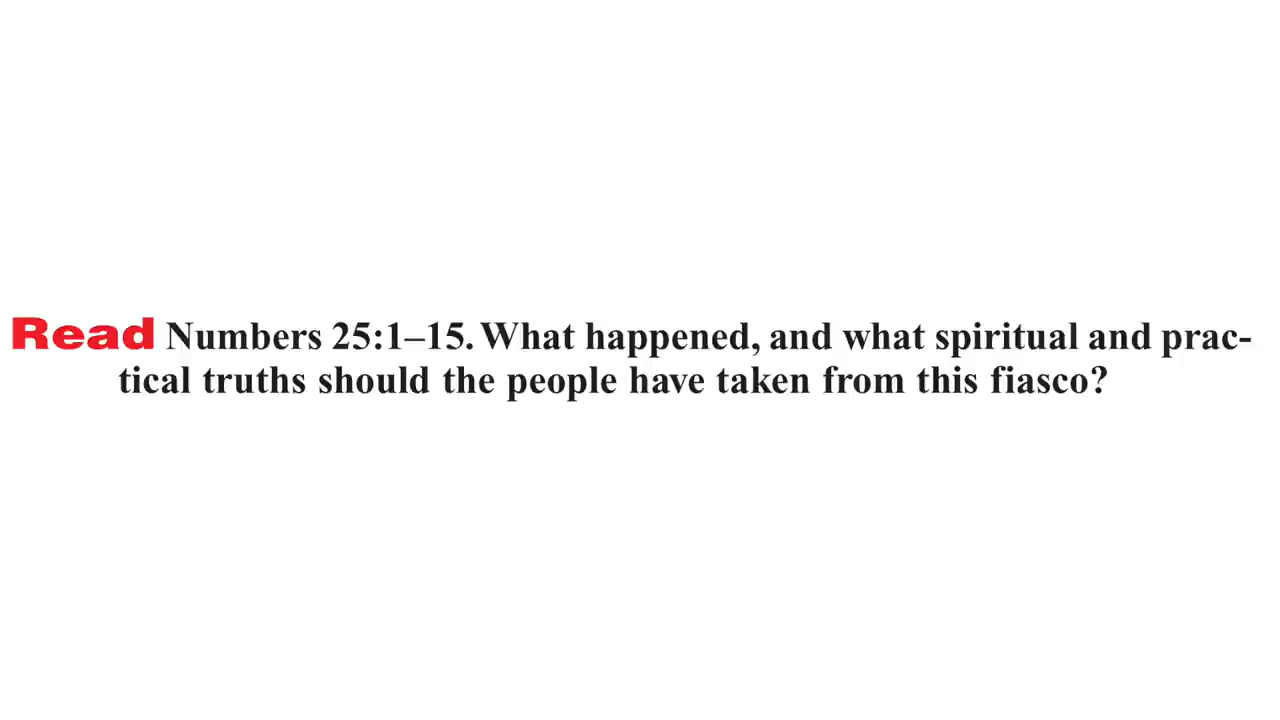 Read Numbers 25:1–15. What happened, and what spiritual and prac-
tical truths should the people have taken from this fiasco?